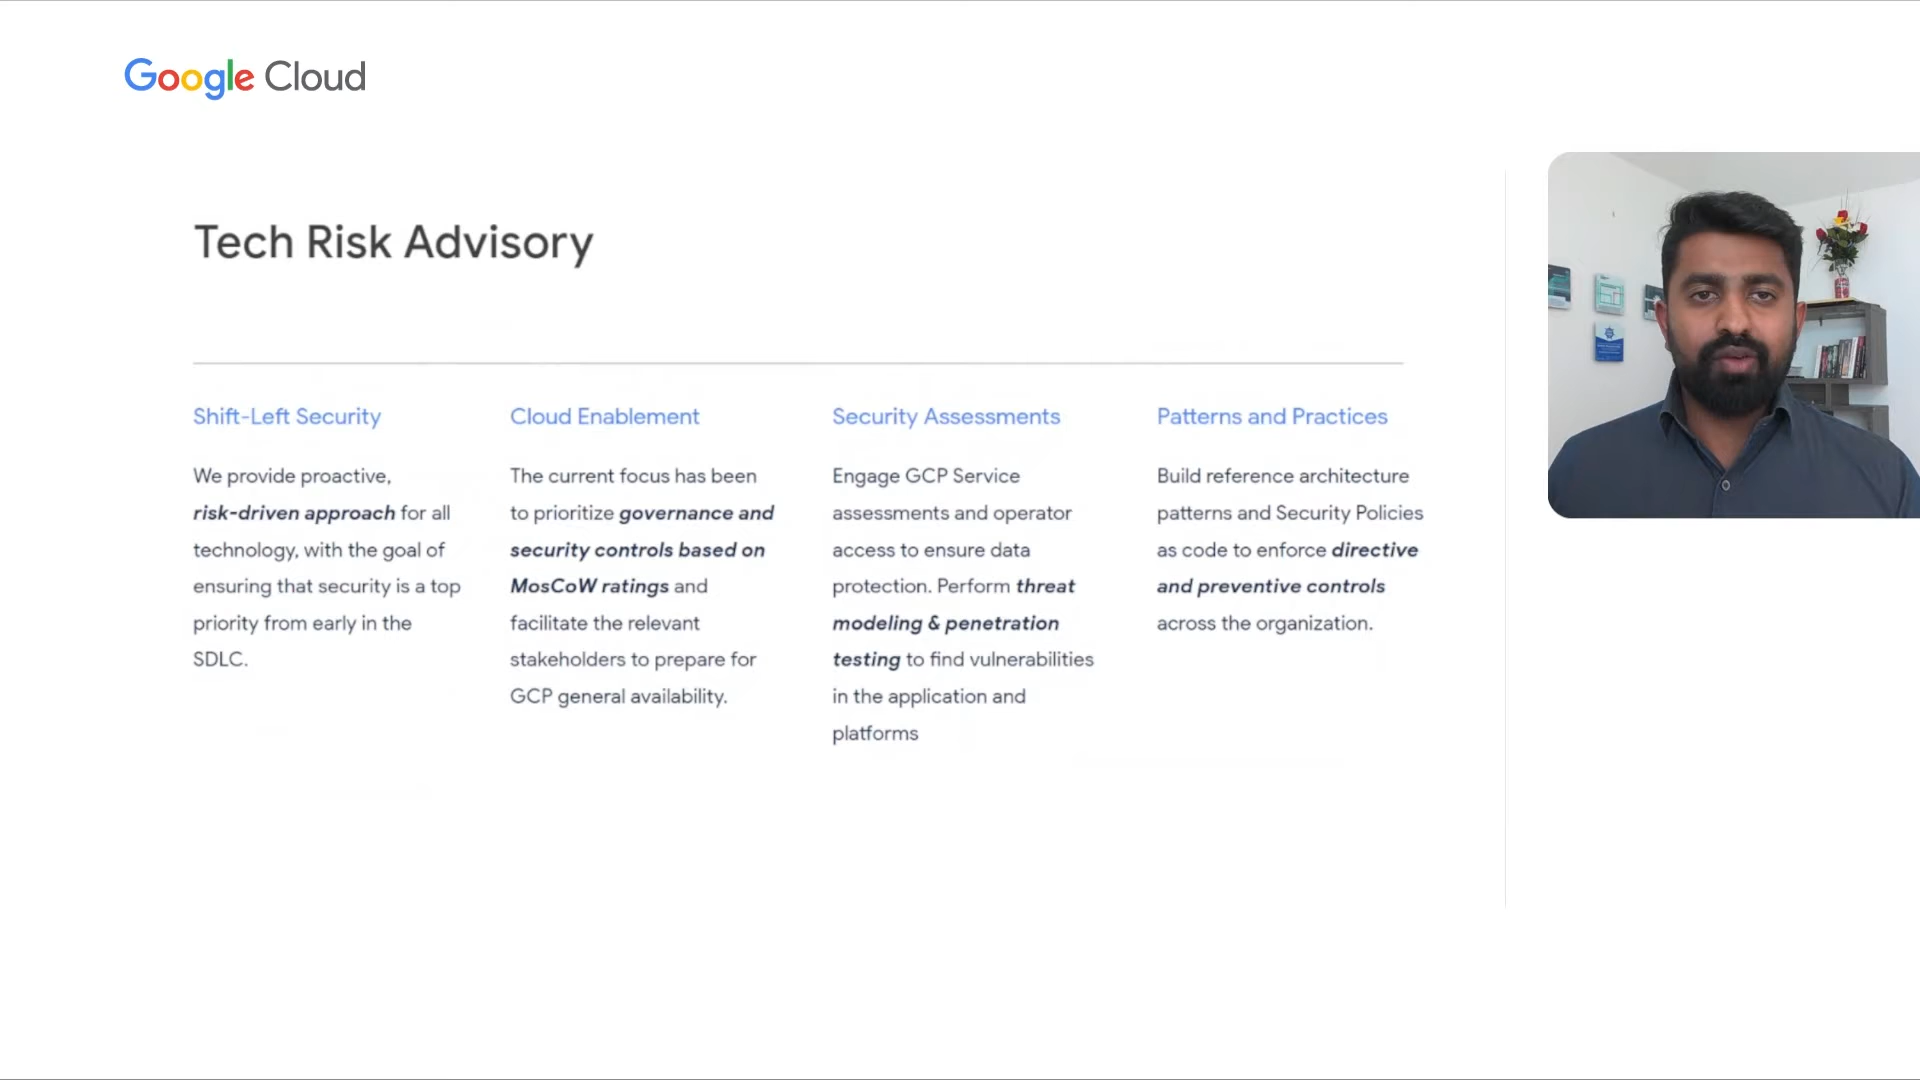 Google Cloud
Tech Risk Advisory
Shift-Left Security
We provide proactive,
risk-driven approach for all
technology, with the goal of
ensuring that security is a top
priority from early in the
SDLC.
Cloud Enablement
The current focus has been
to prioritize governance and
security controls based on
MosCoW ratings and
facilitate the relevant
stakeholders to prepare for
GCP general availability.
Security Assessments
Engage GCP Service
assessments and operator
access to ensure data
protection. Perform threat
modeling & penetration
testing to find vulnerabilities
in the application and
platforms
Patterns and Practices
Build reference architecture
patterns and Security Policies
as code to enforce directive
and preventive controls
across the organization.